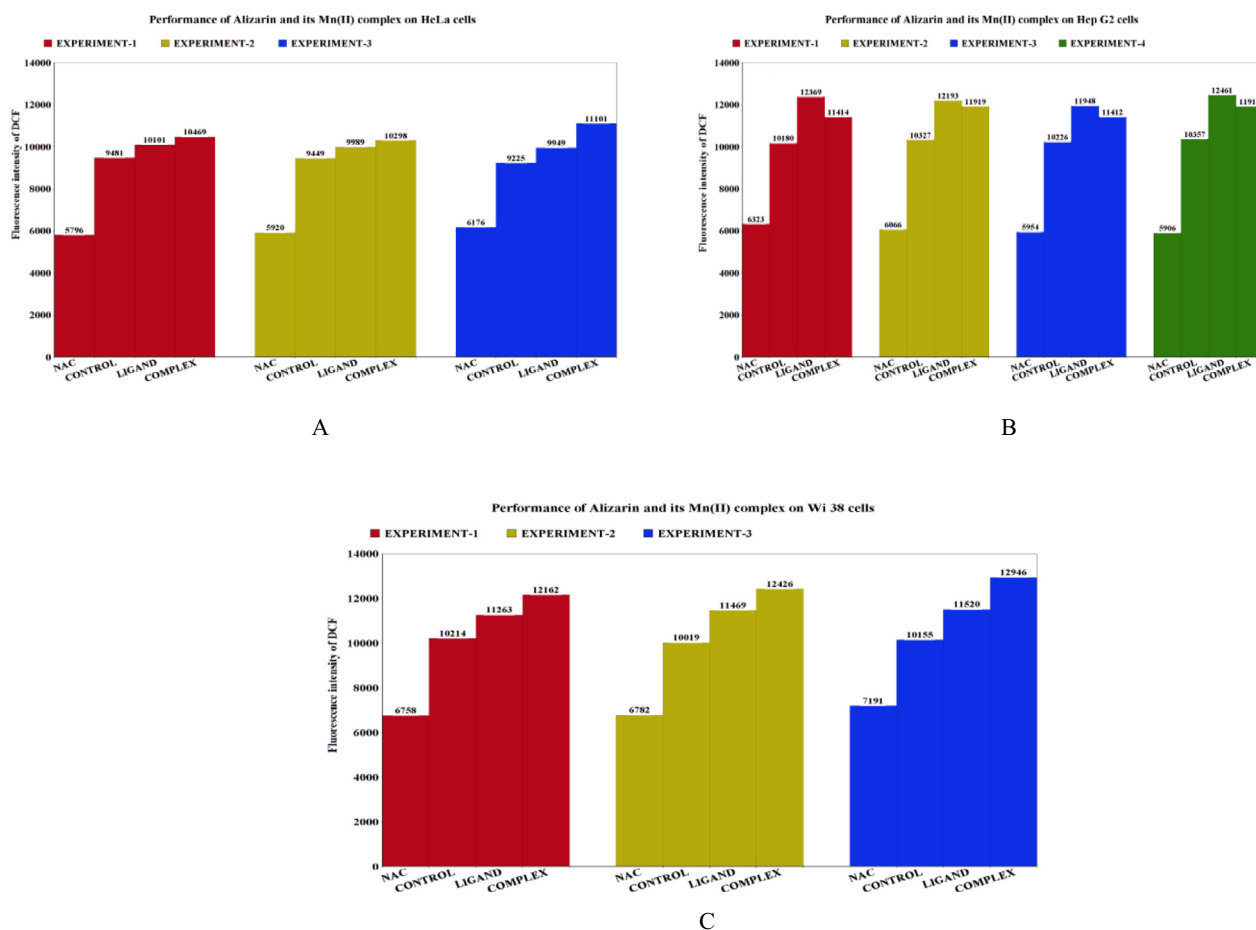 Performance of Alizarin and its Mn(II) complex on HeLa cells
EXPERIMENT-1 EXPERIMENT-2 EXPERIMENT-3
Fluorescence intensity of DCF
14000
12000
10000
8000
6000
4000
2000
0
5796 9481 10101 10469
5920 9449 9989 10298
6176 9225 9949 11101
NAC CONTROL LIGAND COMPLEX
NAC CONTROL LIGAND COMPLEX
NAC CONTROL LIGAND COMPLEX
A
Performance of Alizarin and its Mn(II) complex on Hep G2 cells
EXPERIMENT-1 EXPERIMENT-2 EXPERIMENT-3 EXPERIMENT-4
Fluorescence intensity of DCF
14000
12000
10000
8000
6000
4000
2000
0
6323 10180 12369 11414
6066 10327 12193 11919
5954 10226 11948 11412
5906 10357 12461 1191
NAC CONTROL LIGAND COMPLEX
NAC CONTROL LIGAND COMPLEX
NAC CONTROL LIGAND COMPLEX
NAC CONTROL LIGAND COMPLEX
B
Performance of Alizarin and its Mn(II) complex on Wi 38 cells
EXPERIMENT-1 EXPERIMENT-2 EXPERIMENT-3
Fluorescence intensity of DCF
14000
12000
10000
8000
6000
4000
2000
0
6758 10214 11263 12162
6782 10019 11469 12426
7191 10155 11520 12946
NAC CONTROL LIGAND COMPLEX
NAC CONTROL LIGAND COMPLEX
NAC CONTROL LIGAND COMPLEX
C